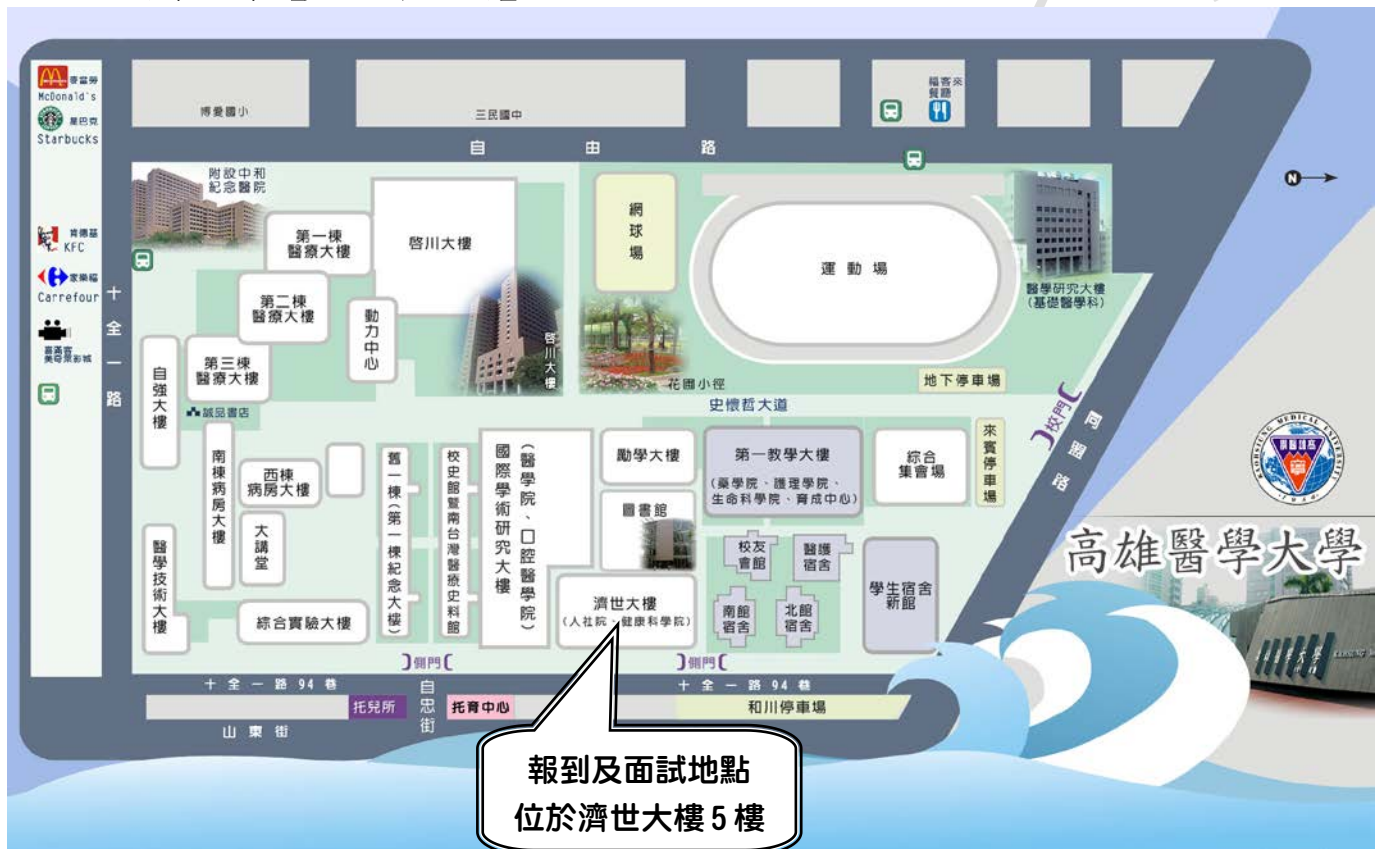 麥當勞
McDonald's
星巴克
Starbucks
肯德基
KFC
家樂福
Carrefour
十全一路
博愛國小
三民國中
福客來
餐廳
自由路
N
附設中和
紀念醫院
第一棟
醫療大樓
啓川大樓
網球場
運動場
醫學研究大樓
(基礎醫學科)
第二棟
醫療大樓
動力中心
啓川大樓
第三棟
醫療大樓
自強大樓
誠品書店
花園小徑
地下停車場
史懷哲大道
校門
同盟路
南棟病房大樓
西棟
病房大樓
大講堂
舊一棟(第一棟紀念大樓)
校史館暨南台灣醫療史料館
國際學術研究大樓
(醫學院、口腔醫學院)
勵學大樓
第一教學大樓
(藥學院、護理學院、
生命科學院、育成中心)
綜合
集會場
來賓停車場
圖書館
校友
會館
醫護
宿舍
學生宿舍
新館
醫學技術大樓
綜合實驗大樓
濟世大樓
(人社院、健康科學院)
南館
宿舍
北館
宿舍
側門
側門
十全一路94巷
自忠街
十全一路94巷
托兒所
托育中心
和川停車場
山東街
報到及面試地點
位於濟世大樓5樓
KAOHSIUNG MEDICAL UNIVERSITY
高雄醫學大學